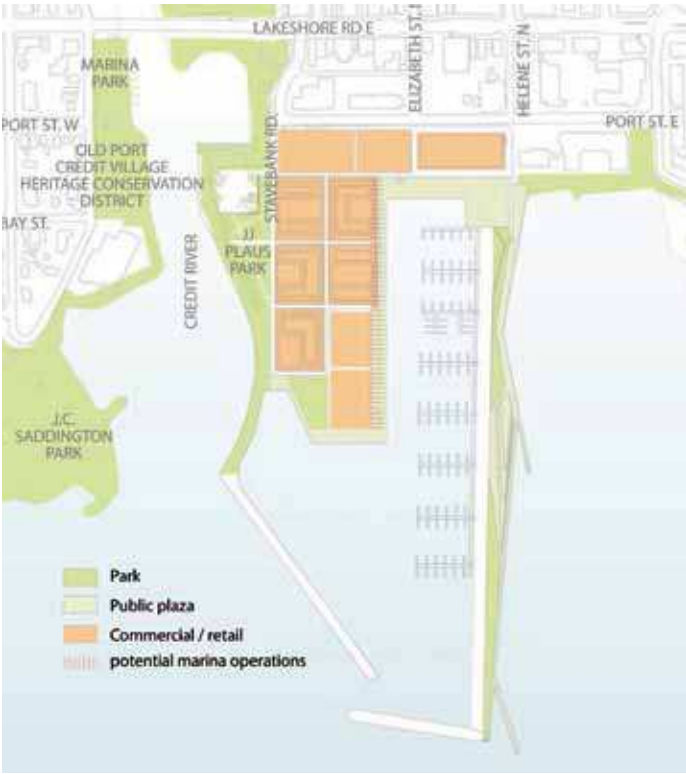 LAKESHORE RD E
MARINA
PARK
ELIZABETH ST.
HELENE ST. N
PORT ST. W
PORT ST. E
OLD PORT
CREDIT VILLAGE
HERITAGE CONSERVATION
DISTRICT
STAVEBANK RD.
BAY ST.
JJ
PLAUS
PARK
CREDIT RIVER
J.C.
SADDINGTON
PARK
Park
Public plaza
Commercial / retail
potential marina operations